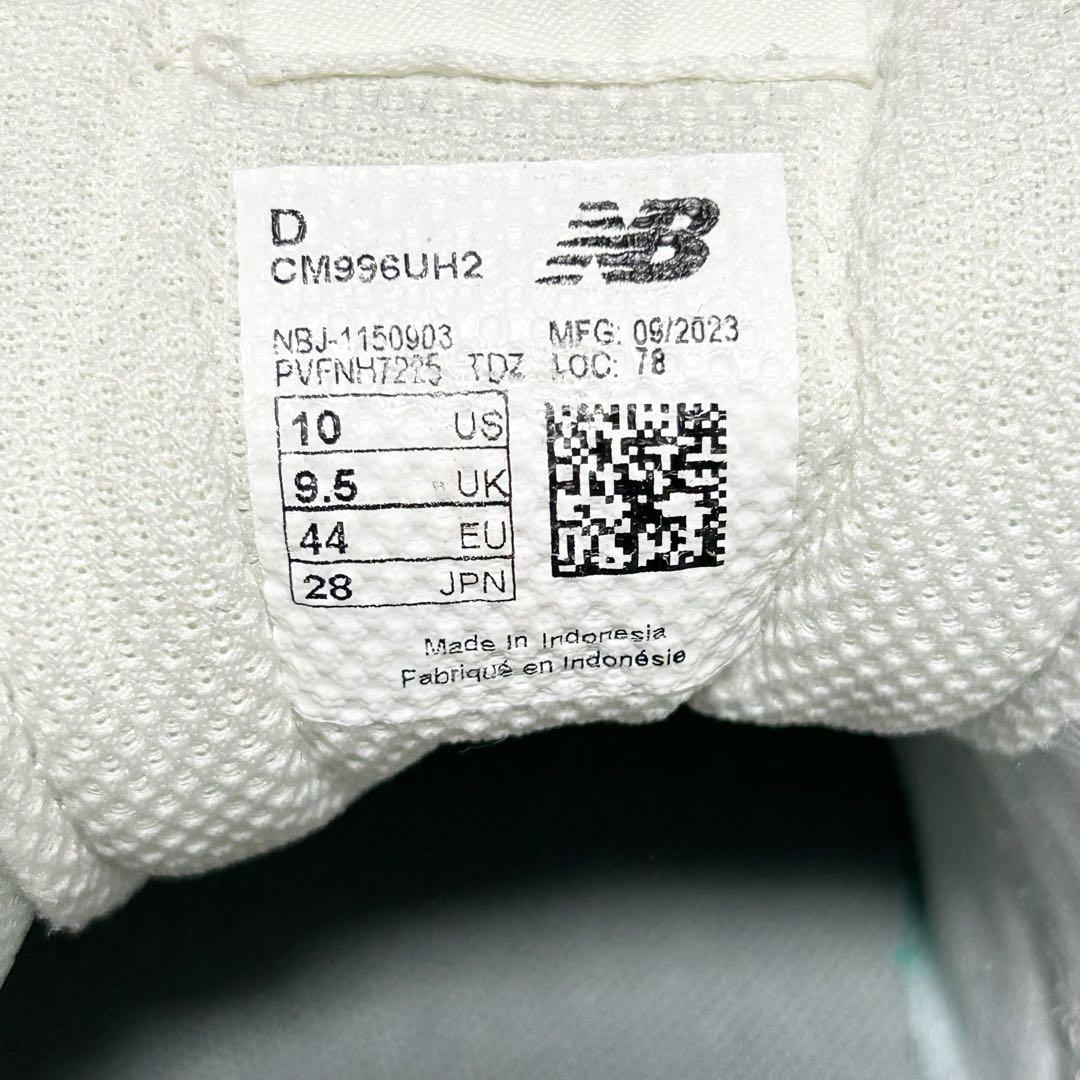 D
CM996UH2
NB
NBJ-1150903
PVFNH7225 TDZ
MFG: 09/2023
LOC: 78
10 US
9.5 UK
44 EU
28 JPN
Made In Indonesia
Fabriqué en Indonésie